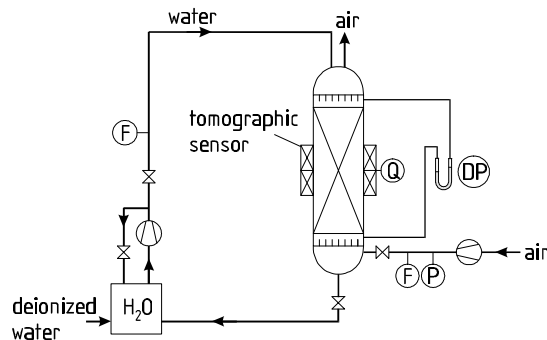 water
air
F
tomographic
sensor
Q
DP
F
P
air
deionized
water
H₂O